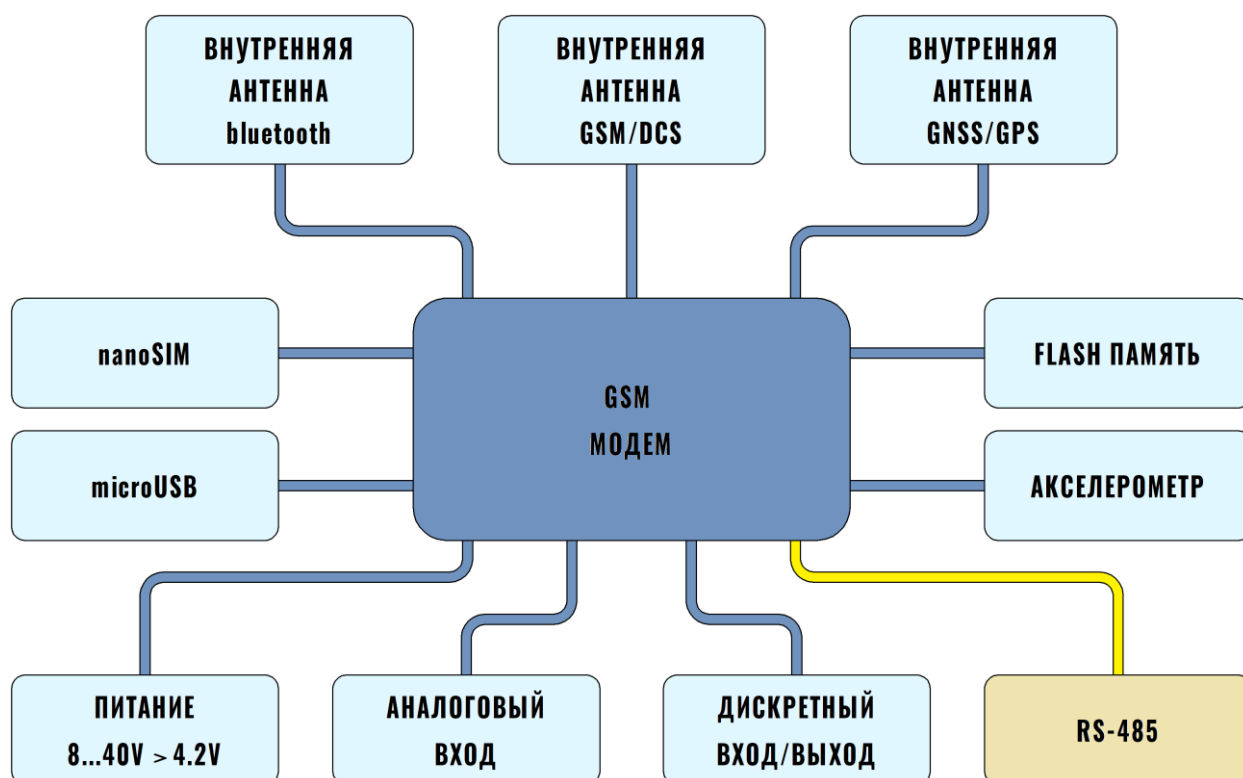 ВНУТРЕННЯЯ
АНТЕННА
bluetooth
ВНУТРЕННЯЯ
АНТЕННА
GSM/DCS
ВНУТРЕННЯЯ
АНТЕННА
GNSS/GPS
nanoSIM
GSM
МОДЕМ
FLASH ПАМЯТЬ
microUSB
АКСЕЛЕРОМЕТР
ПИТАНИЕ
8...40V > 4.2V
АНАЛОГОВЫЙ
ВХОД
ДИСКРЕТНЫЙ
ВХОД/ВЫХОД
RS-485